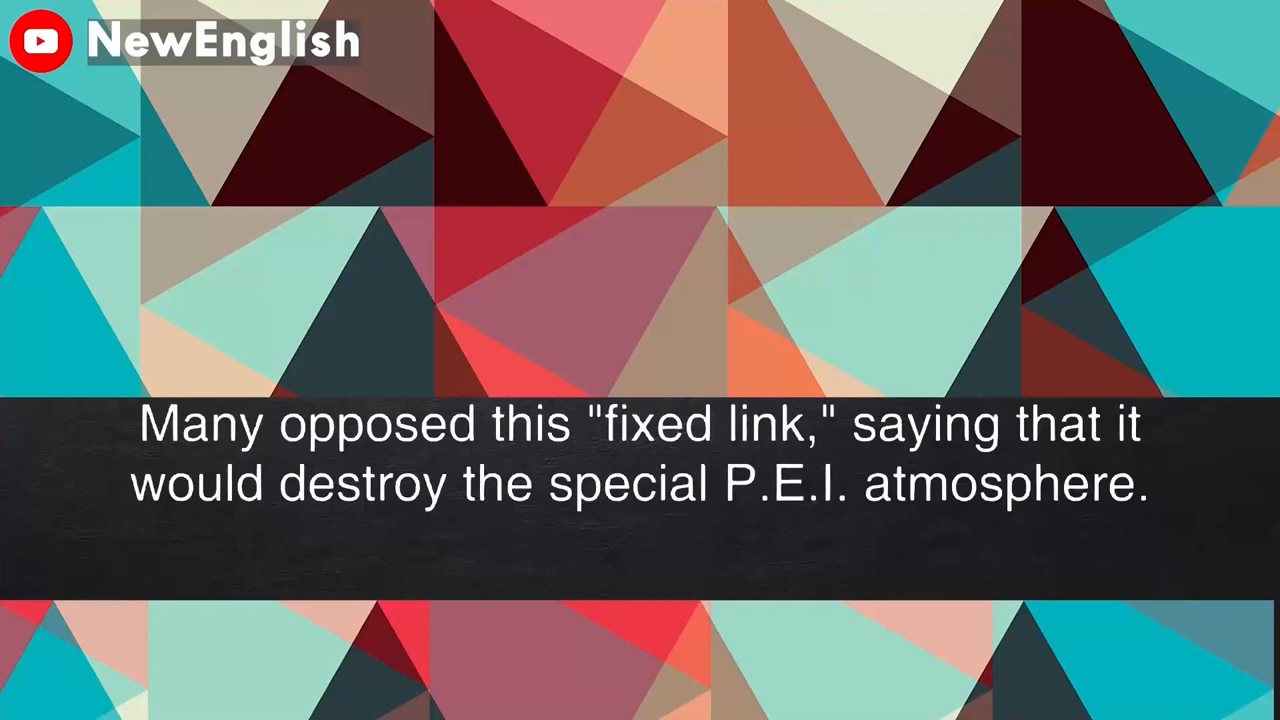 NewEnglish
Many opposed this "fixed link," saying that it
would destroy the special P.E.I. atmosphere.